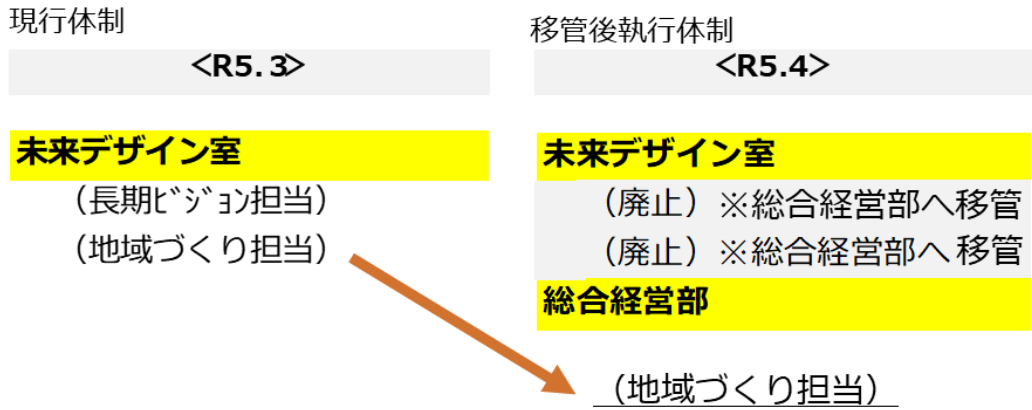 現行体制
<R5.3>
未来デザイン室
（長期ﾋﾞｼﾞｮﾝ担当）
（地域づくり担当）
移管後執行体制
<R5.4>
未来デザイン室
（廃止）※総合経営部へ移管
（廃止）※総合経営部へ移管
総合経営部
（地域づくり担当）